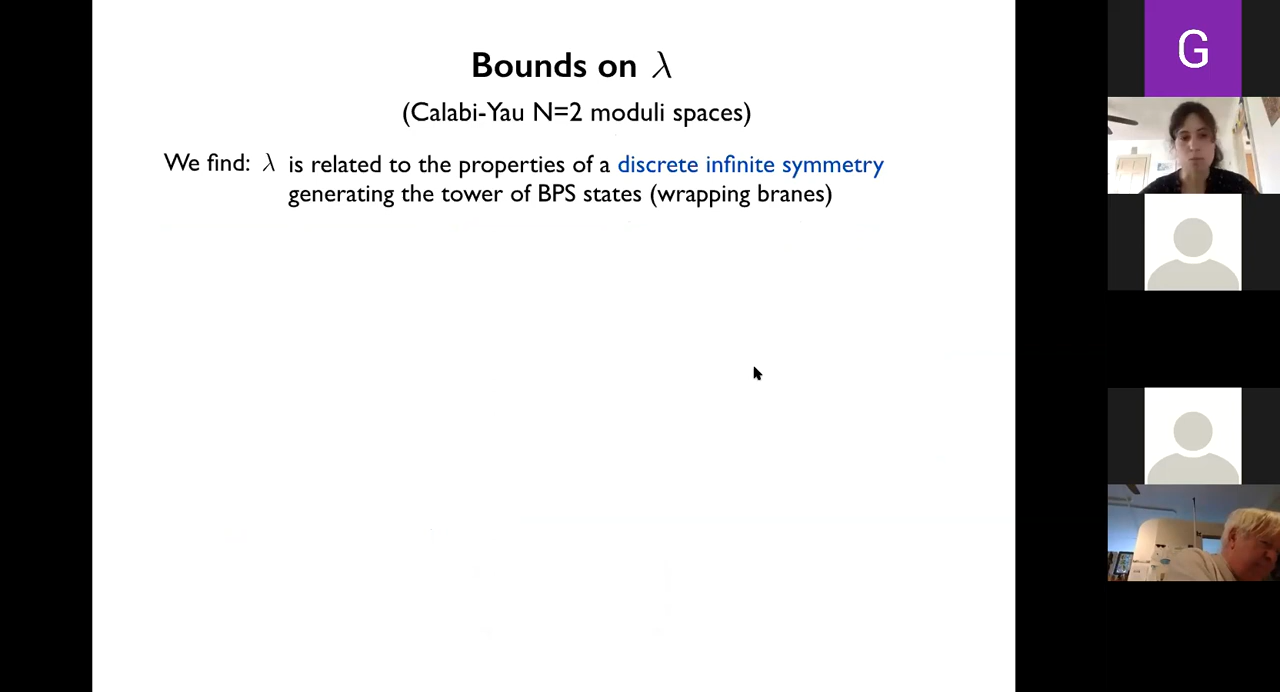 Bounds on λ
(Calabi-Yau N=2 moduli spaces)
We find: λ is related to the properties of a discrete infinite symmetry
generating the tower of BPS states (wrapping branes)
G